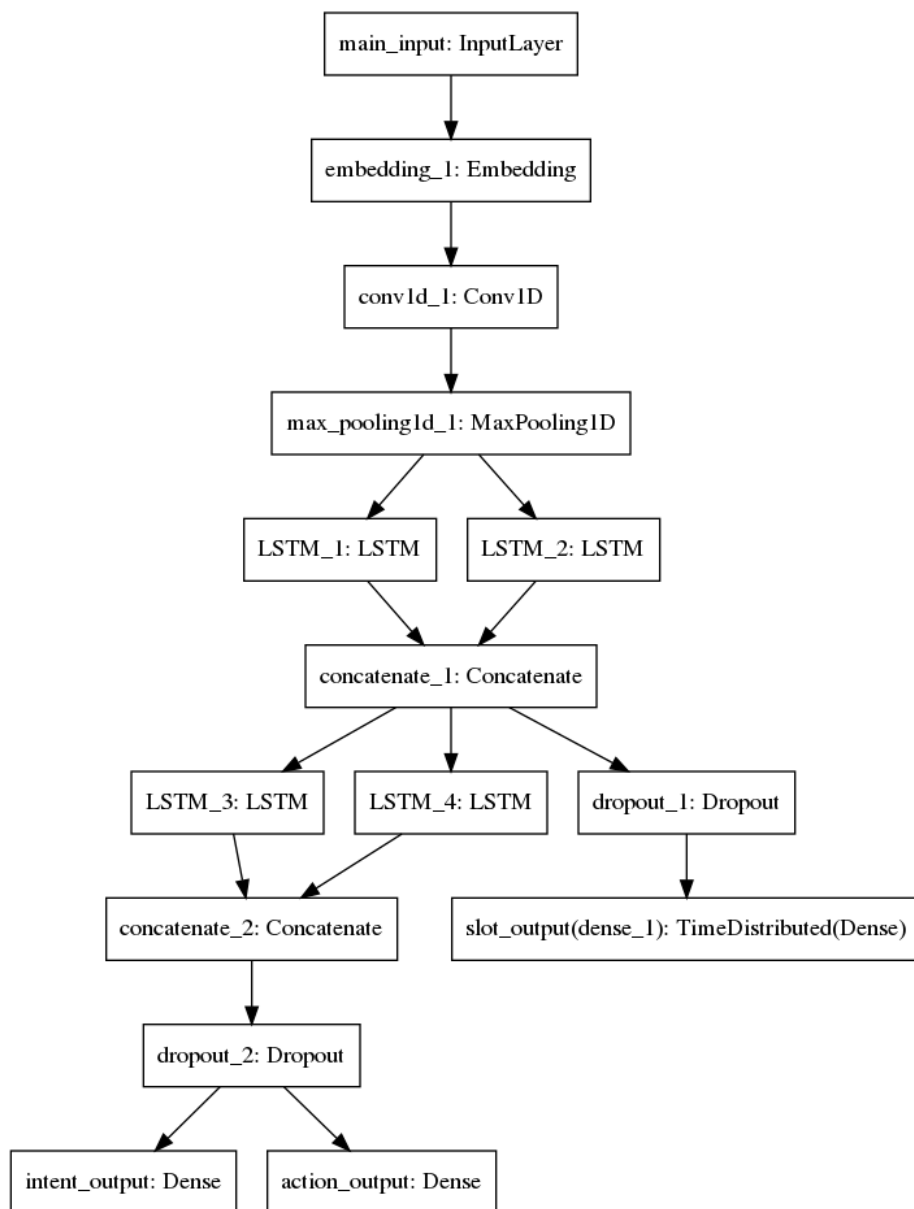 main_input: InputLayer
embedding_1: Embedding
conv1d_1: Conv1D
max_pooling1d_1: MaxPooling1D
LSTM_1: LSTM
LSTM_2: LSTM
concatenate_1: Concatenate
LSTM_3: LSTM
LSTM_4: LSTM
dropout_1: Dropout
concatenate_2: Concatenate
slot_output(dense_1): TimeDistributed(Dense)
dropout_2: Dropout
intent_output: Dense
action_output: Dense